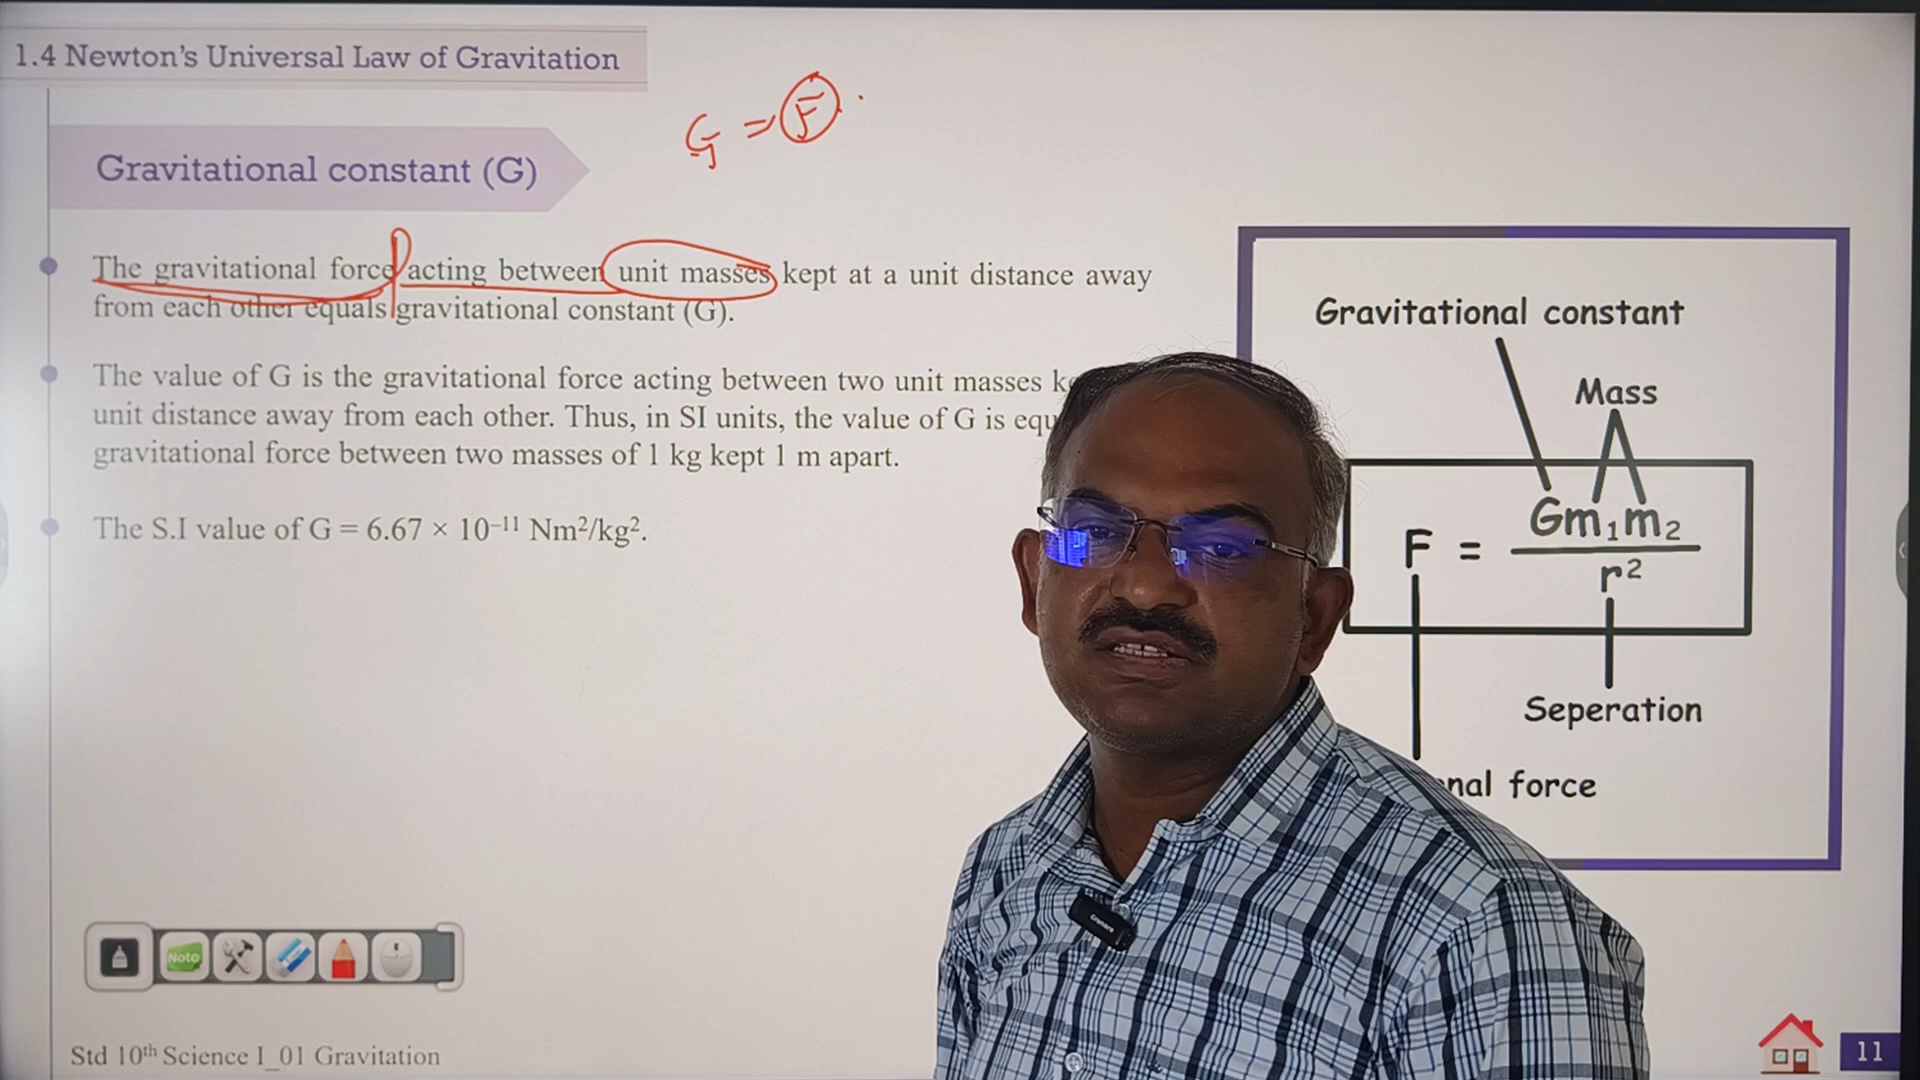 1.4 Newton's Universal Law of Gravitation
G = F
Gravitational constant (G)
The gravitational force acting between unit masses kept at a unit distance away
from each other equals gravitational constant (G).
The value of G is the gravitational force acting between two unit masses
unit distance away from each other. Thus, in SI units, the value of G is
gravitational force between two masses of 1 kg kept 1 m apart.
The S.I value of G = 6.67 × 10⁻¹¹ Nm²/kg².
Gravitational constant
Mass
F = Gm₁m₂
r²
Seperation
force
Note
Std 10th Science I_01 Gravitation
11